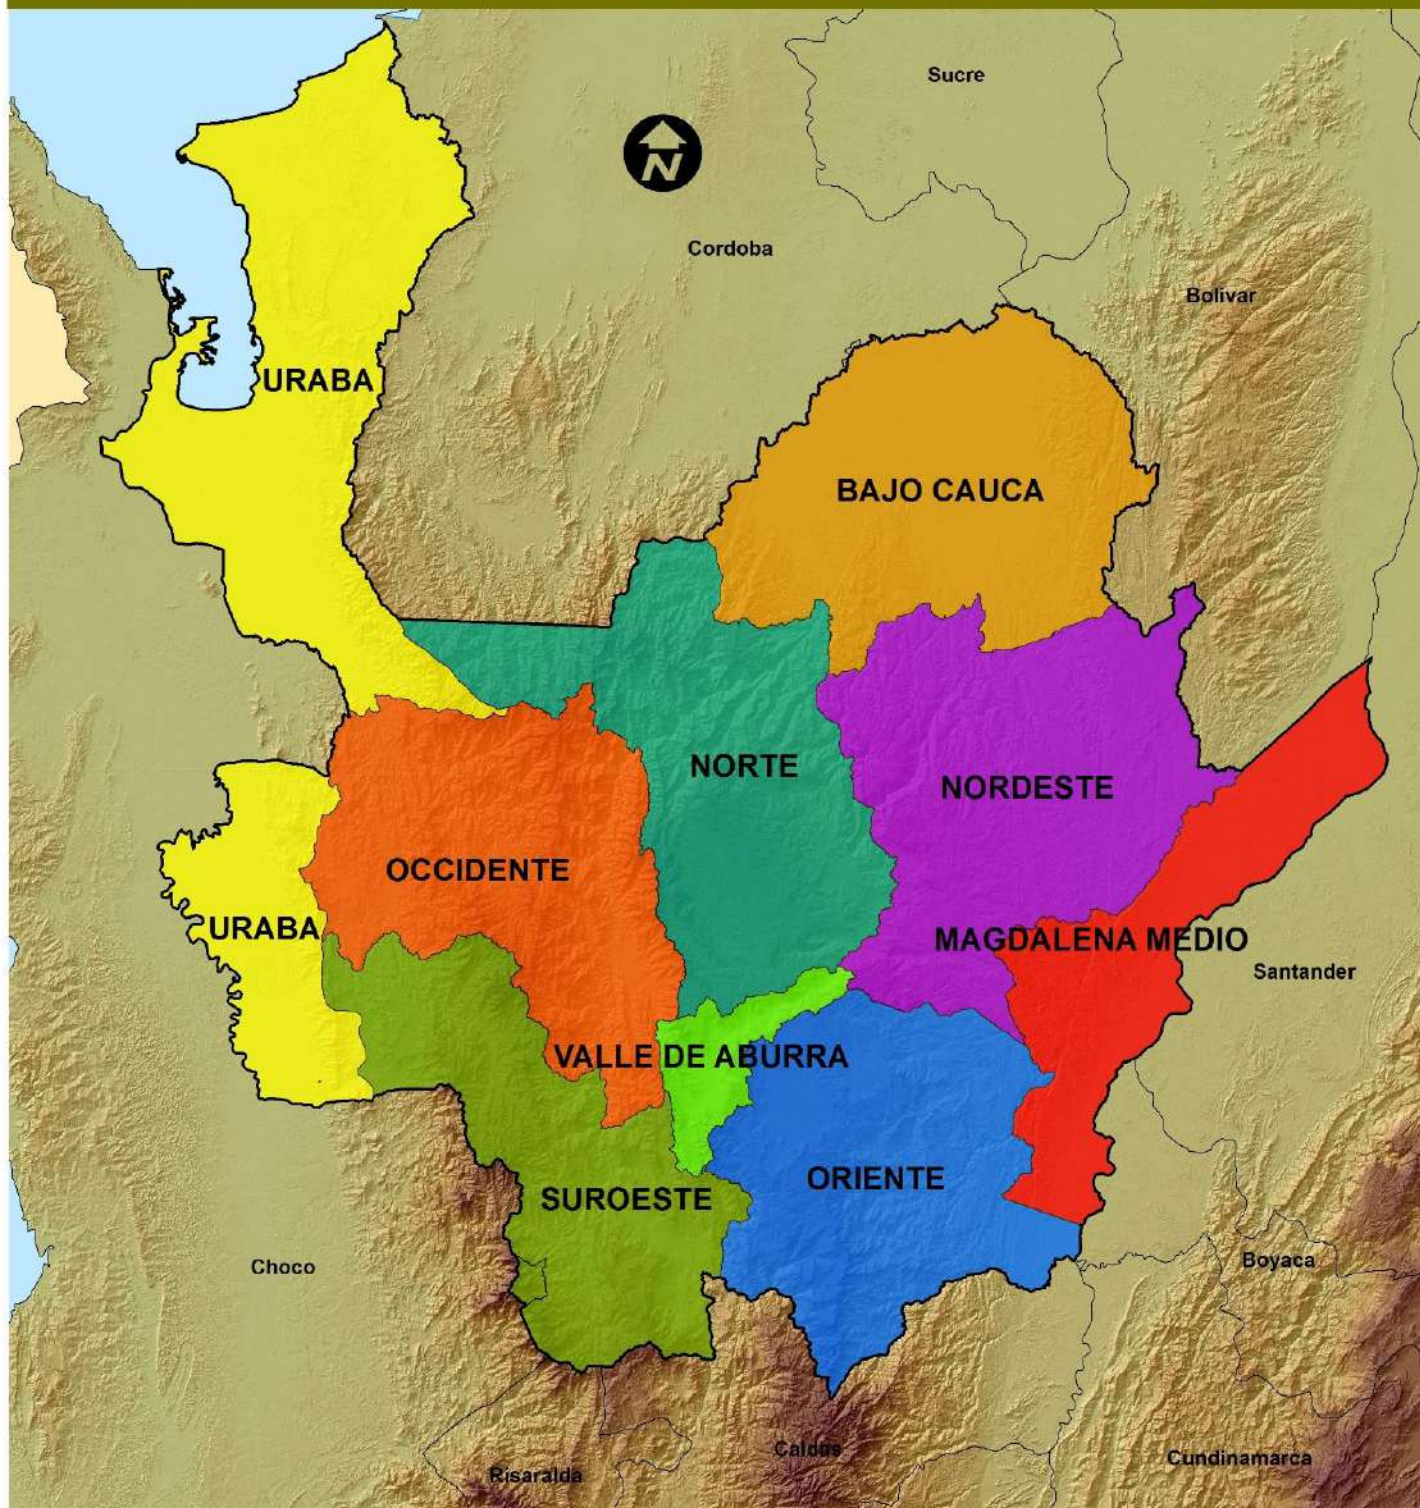 Sucre
N
Cordoba
Bolivar
URABA
BAJO CAUCA
NORTE
NORDESTE
OCCIDENTE
URABA
MAGDALENA MEDIO
Santander
VALLE DE ABURRA
ORIENTE
SUROESTE
Choco
Boyaca
Caldas
Cundinamarca
Risaralda